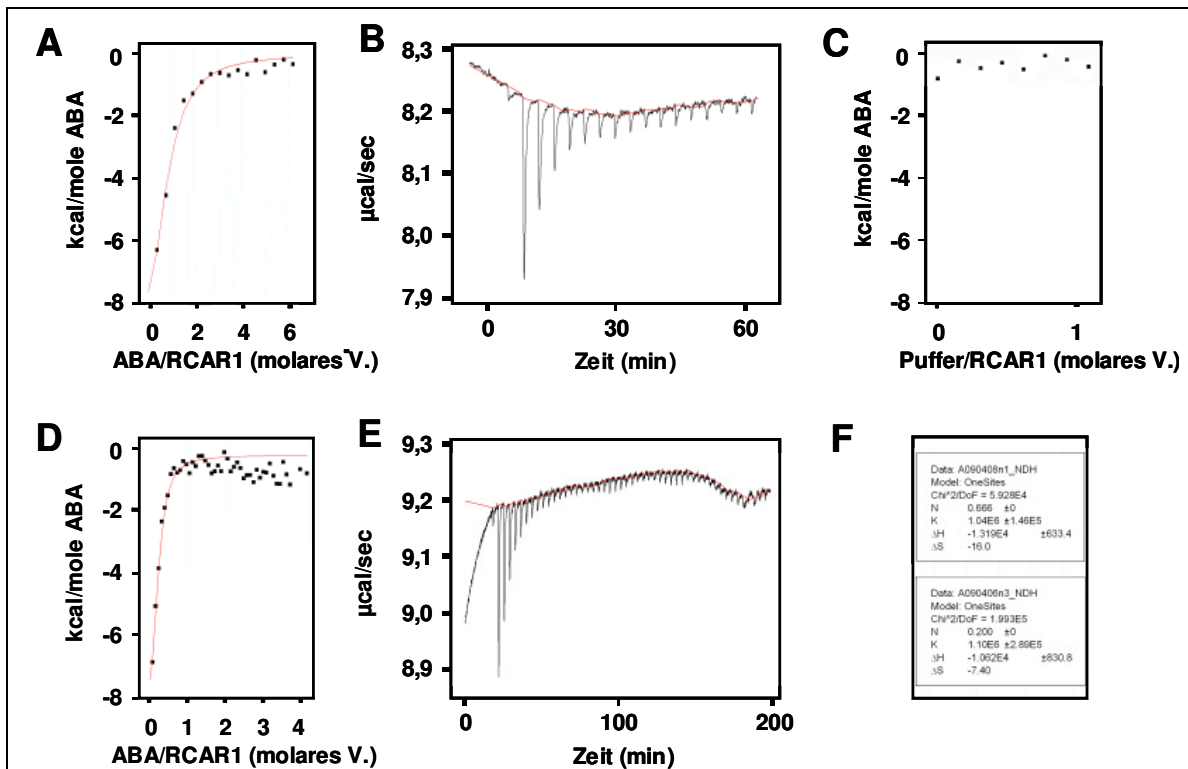 A
0
-2
-4
-6
-8
kcal/mole ABA
0 2 4 6
ABA/RCAR1 (molares V.)
B
8,3
8,2
8,1
8,0
7,9
µcal/sec
0 30 60
Zeit (min)
C
0
-2
-4
-6
-8
kcal/mole ABA
0 1
Puffer/RCAR1 (molares V.)
D
0
-2
-4
-6
-8
kcal/mole ABA
0 1 2 3 4
ABA/RCAR1 (molares V.)
E
9,3
9,2
9,1
9,0
8,9
µcal/sec
0 100 200
Zeit (min)
F
Data: A090408n1_NDH
Model: OneSites
Chi^2/DoF = 5.928E4
N 0.666 ±0
K 1.04E6 ±1.46E5
ΔH -1.319E4 ±633.4
ΔS -16.0
Data: A090406n3_NDH
Model: OneSites
Chi^2/DoF = 1.993E5
N 0.200 ±0
K 1.10E6 ±2.89E5
ΔH -1.062E4 ±830.8
ΔS -7.40